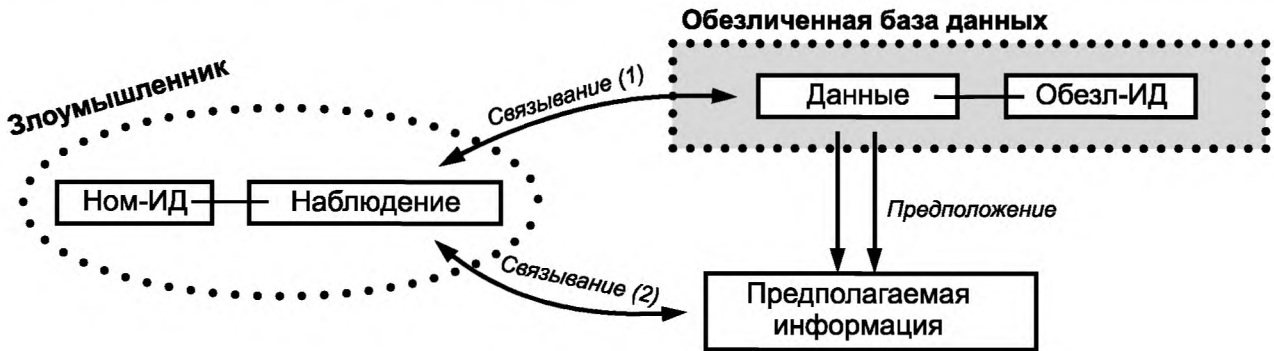 Обезличенная база данных
Злоумышленник
Связывание (1)
Данные
Обезл-ИД
Ном-ИД
Наблюдение
Предположение
Связывание (2)
Предполагаемая
информация